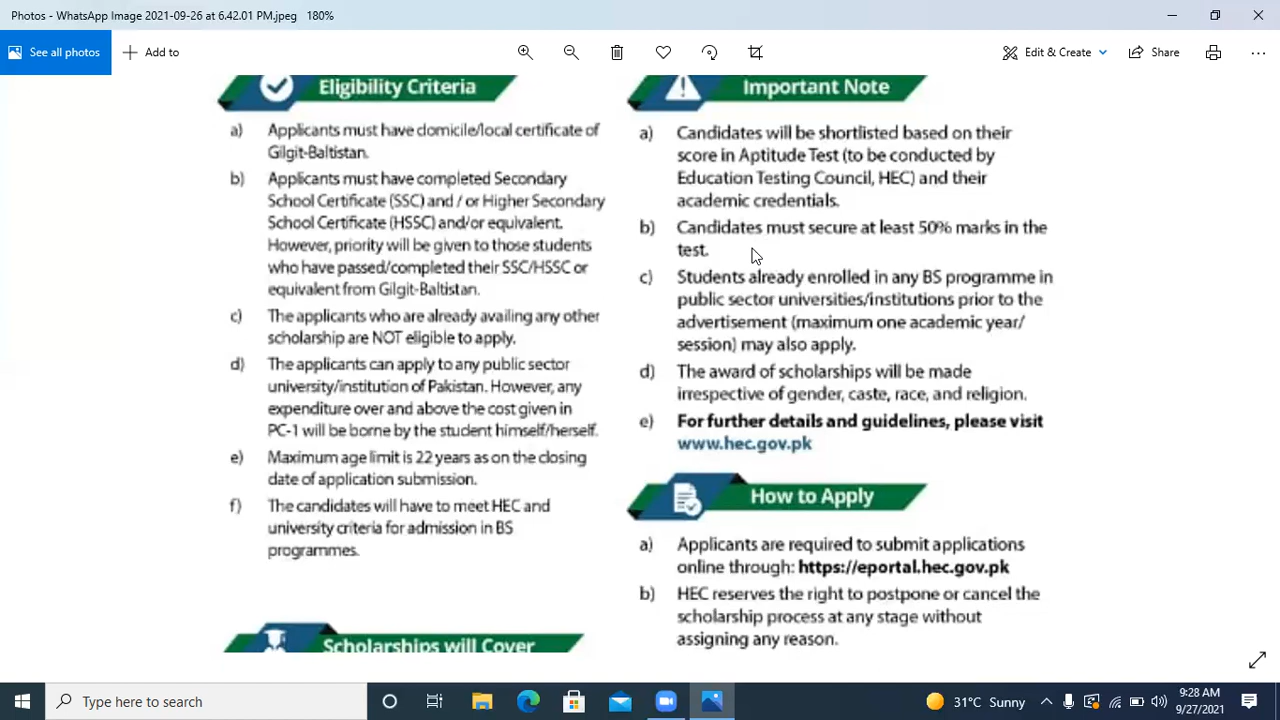 Photos - WhatsApp Image 2021-09-26 at 6.42.01 PM.jpeg 180%
See all photos
Add to
Edit & Create
Share
Eligibility Criteria
a) Applicants must have domicile/local certificate of
Gilgit-Baltistan.
b) Applicants must have completed Secondary
School Certificate (SSC) and / or Higher Secondary
School Certificate (HSSC) and/or equivalent.
However, priority will be given to those students
who have passed/completed their SSC/HSSC or
equivalent from Gilgit-Baltistan.
c) The applicants who are already availing any other
scholarship are NOT eligible to apply.
d) The applicants can apply to any public sector
university/institution of Pakistan. However, any
expenditure over and above the cost given in
PC-1 will be borne by the student himself/herself.
e) Maximum age limit is 22 years as on the closing
date of application submission.
f) The candidates will have to meet HEC and
university criteria for admission in BS
programmes.
Scholarships will Cover
Important Note
a) Candidates will be shortlisted based on their
score in Aptitude Test (to be conducted by
Education Testing Council, HEC) and their
academic credentials.
b) Candidates must secure at least 50% marks in the
test.
c) Students already enrolled in any BS programme in
public sector universities/institutions prior to the
advertisement (maximum one academic year/
session) may also apply.
d) The award of scholarships will be made
irrespective of gender, caste, race, and religion.
e) For further details and guidelines, please visit
www.hec.gov.pk
How to Apply
a) Applicants are required to submit applications
online through: https://eportal.hec.gov.pk
b) HEC reserves the right to postpone or cancel the
scholarship process at any stage without
assigning any reason.
Type here to search
31°C Sunny
9:28 AM
9/27/2021